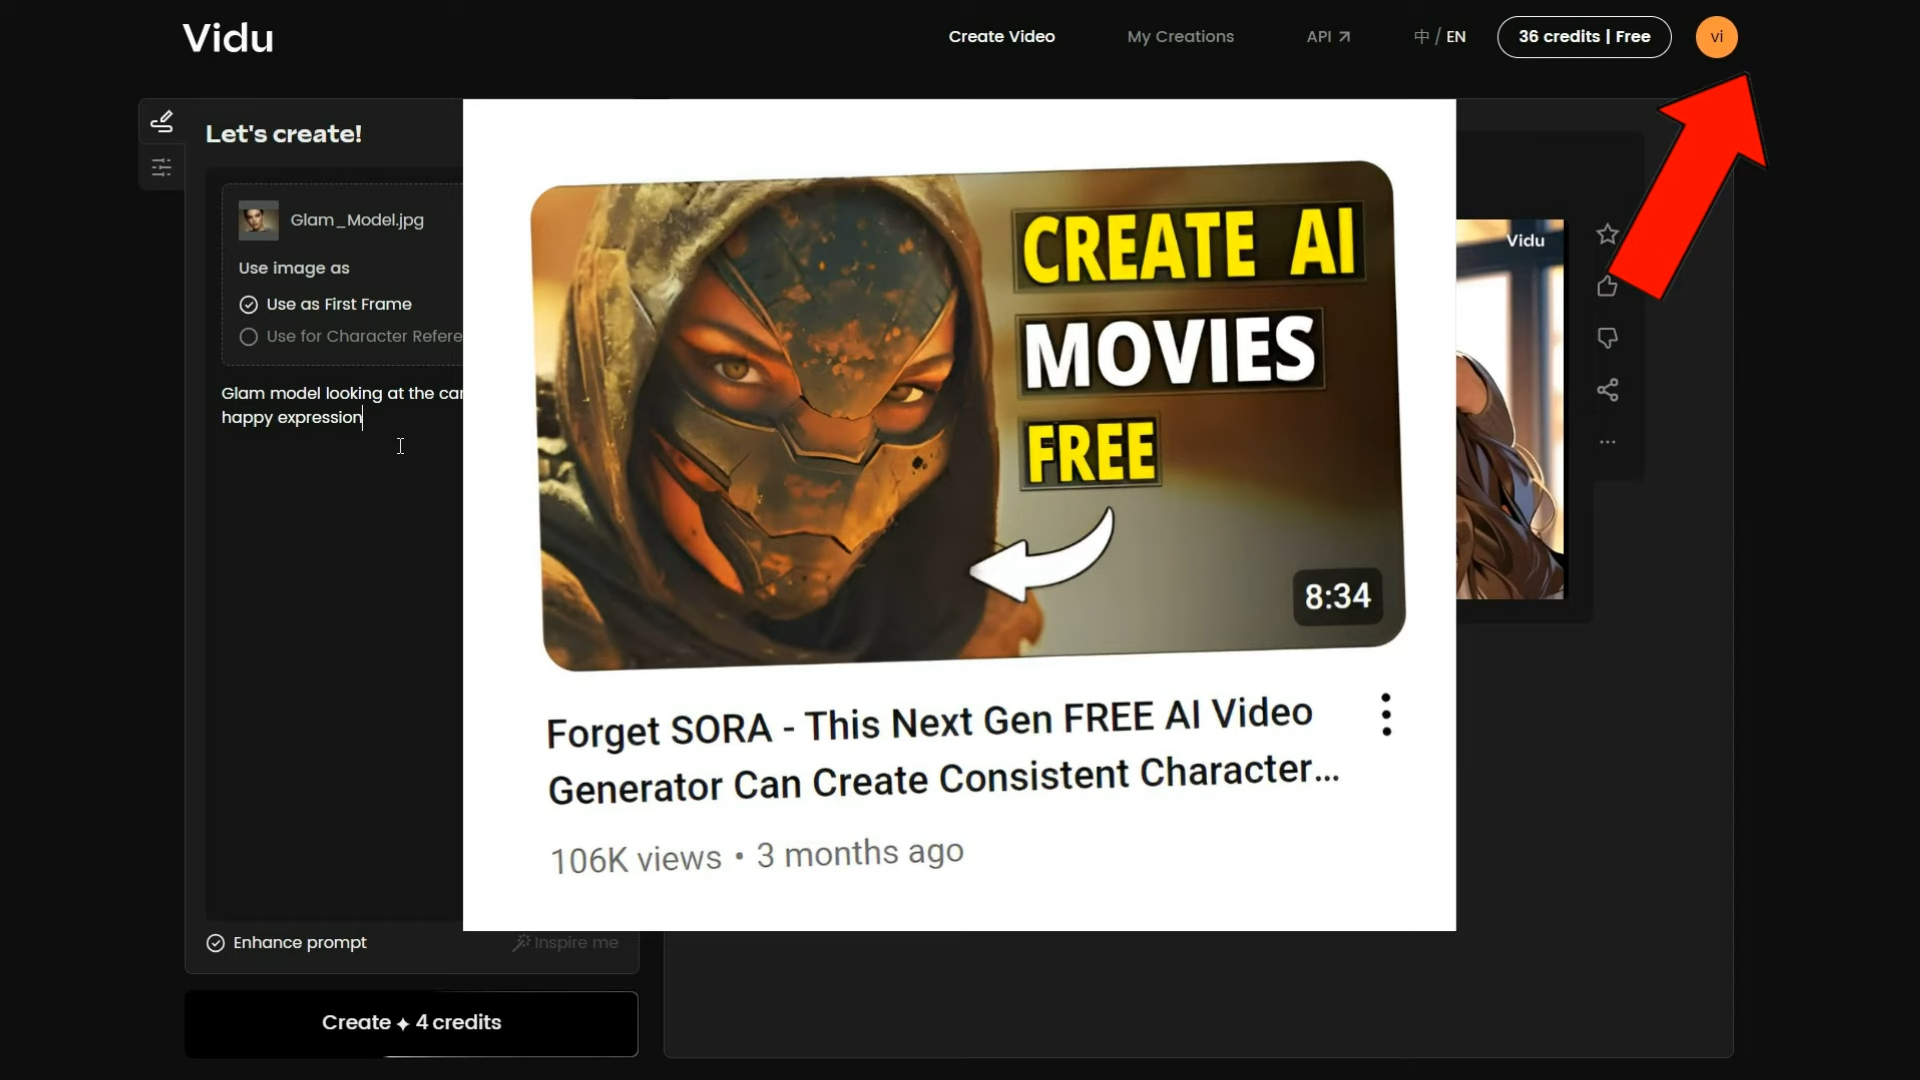 Vidu
Create Video
My Creations
API
中 / EN
36 credits | Free
vi
Let's create!
Glam_Model.jpg
Use image as
Use as First Frame
Use for Character Refere
Glam model looking at the
happy expression
Enhance prompt
Inspire me
Create 4 credits
CREATE AI
MOVIES
FREE
8:34
Forget SORA - This Next Gen FREE AI Video
Generator Can Create Consistent Character...
106K views • 3 months ago
Vidu